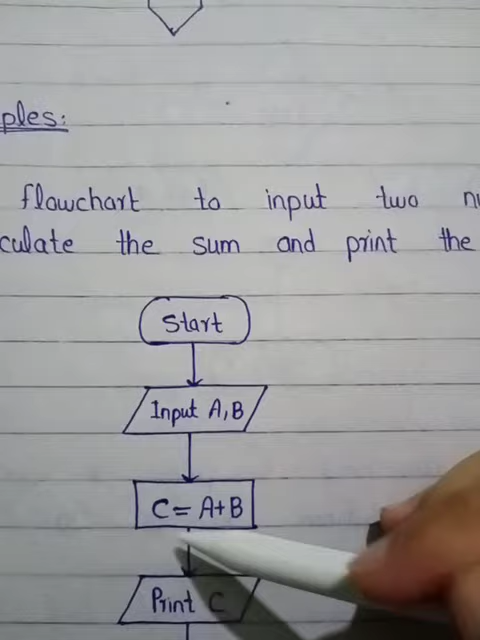 ples:
flowchart to input two
culate the sum and print the
Start
Input A, B
C = A+B
Print C